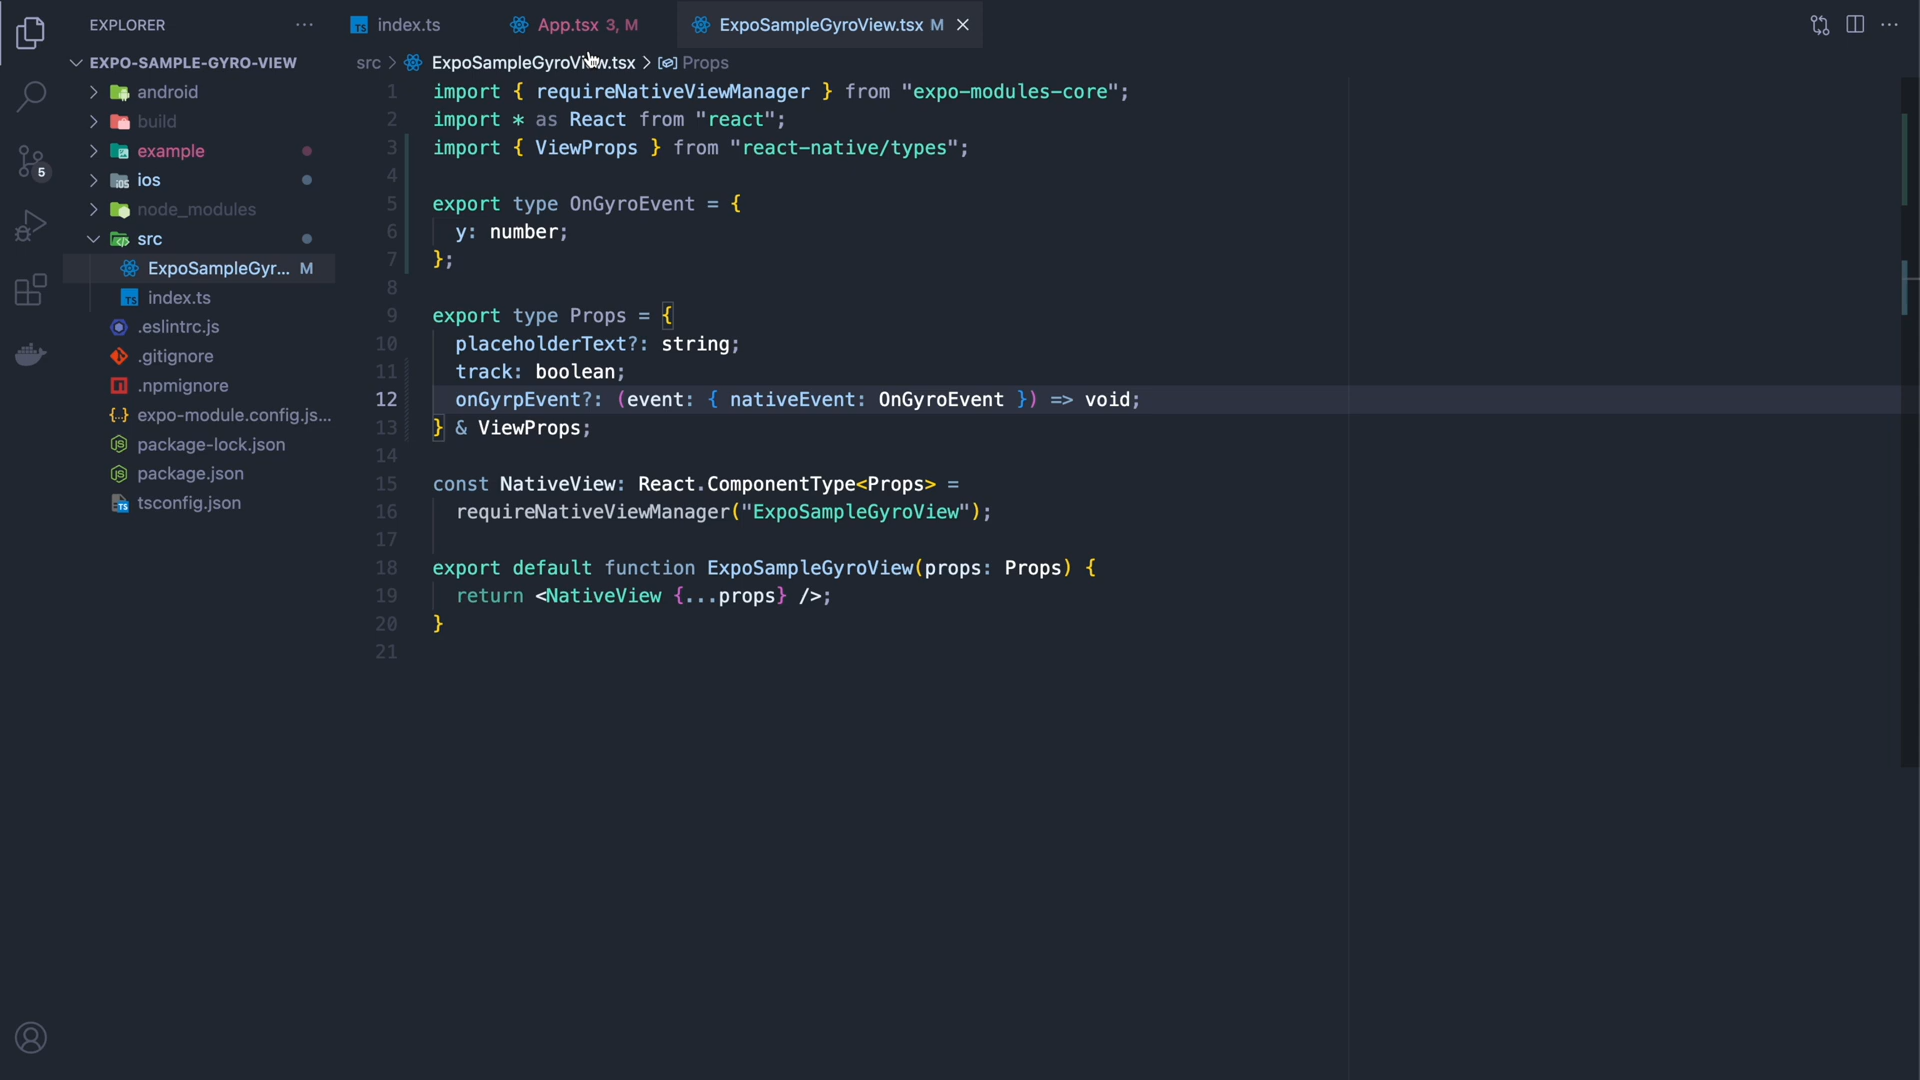 EXPLORER
EXPO-SAMPLE-GYRO-VIEW
android
build
example
ios
node_modules
src
ExpoSampleGyr... M
TS index.ts
.eslintrc.js
.gitignore
.npmignore
expo-module.config.js...
package-lock.json
package.json
tsconfig.json
5
TS index.ts
App.tsx 3, M
ExpoSampleGyroView.tsx M
src > ExpoSampleGyroView.tsx > Props
1 import { requireNativeViewManager } from "expo-modules-core";
2 import * as React from "react";
3 import { ViewProps } from "react-native/types";
4
5 export type OnGyroEvent = {
6 y: number;
7 };
8
9 export type Props = {
10 placeholderText?: string;
11 track: boolean;
12 onGyrpEvent?: (event: { nativeEvent: OnGyroEvent }) => void;
13 } & ViewProps;
14
15 const NativeView: React.ComponentType<Props> =
16 requireNativeViewManager("ExpoSampleGyroView");
17
18 export default function ExpoSampleGyroView(props: Props) {
19 return <NativeView {...props} />;
20 }
21